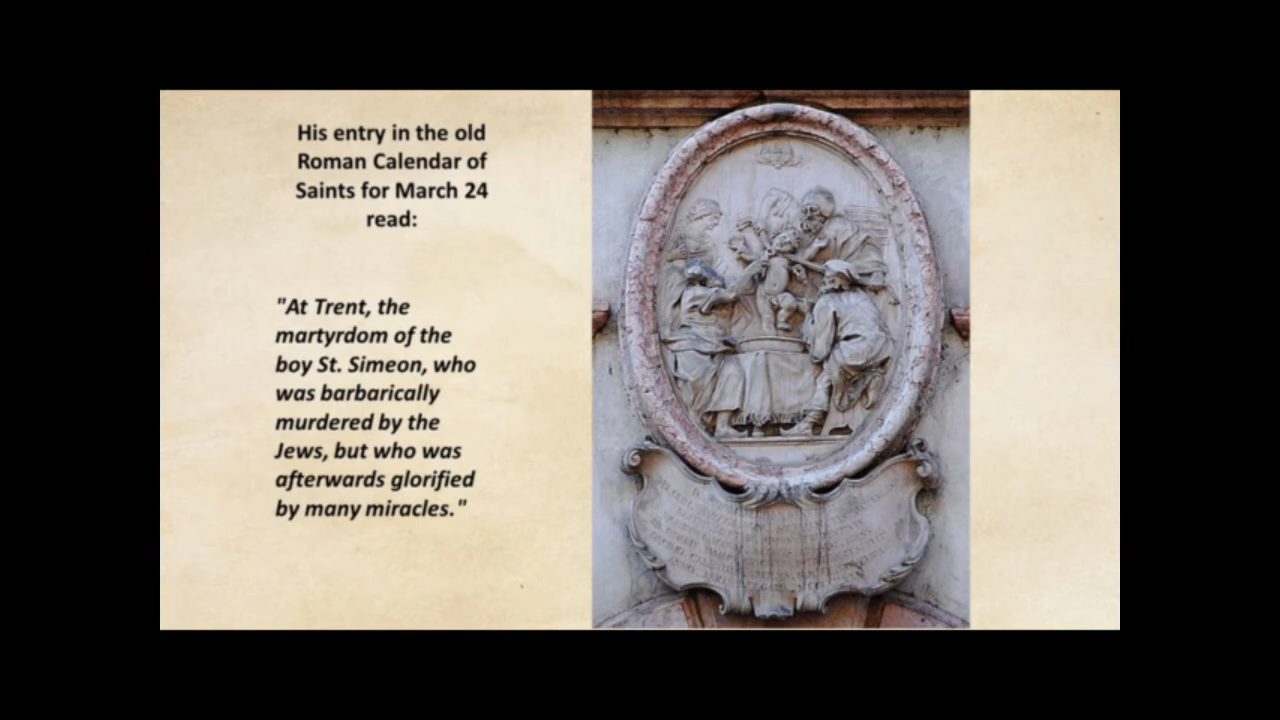 His entry in the old
Roman Calendar of
Saints for March 24
read:
"At Trent, the
martyrdom of the
boy St. Simeon, who
was barbarically
murdered by the
Jews, but who was
afterwards glorified
by many miracles."